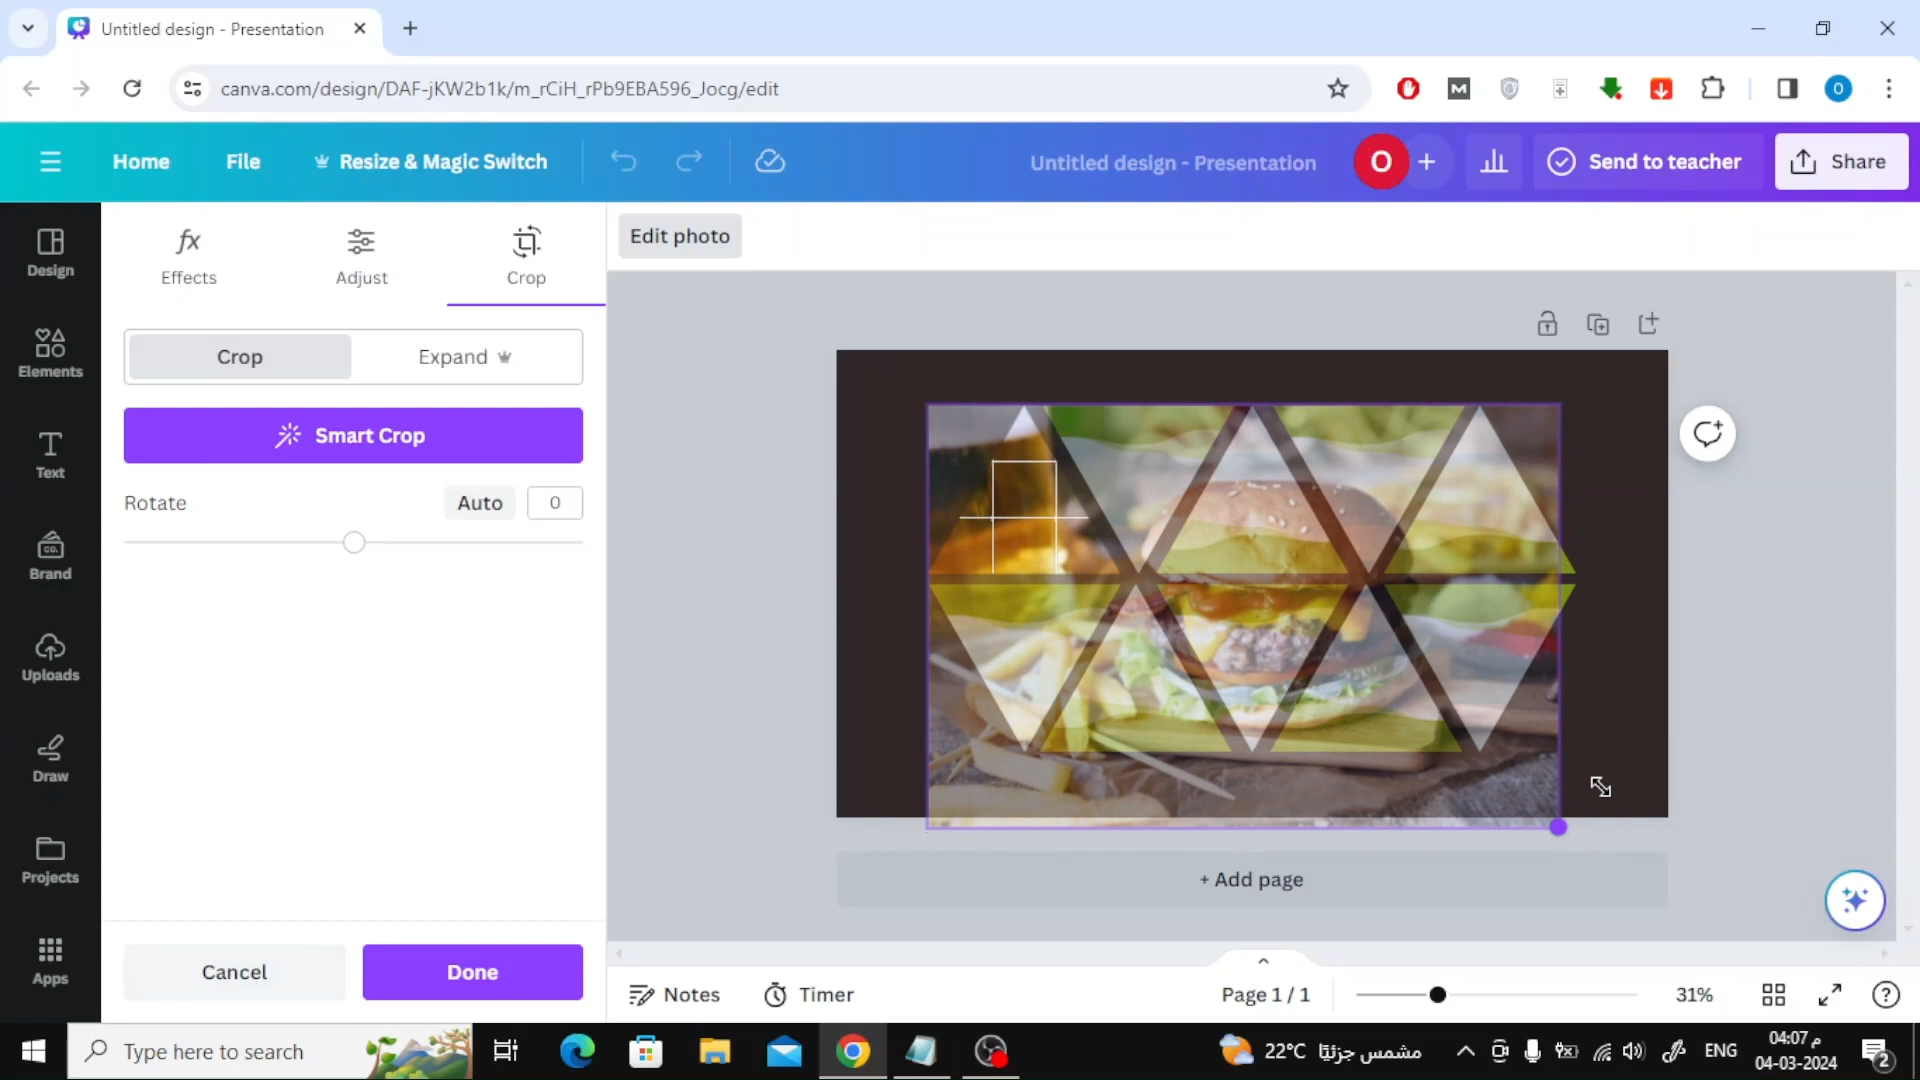 Untitled design - Presentation
canva.com/design/DAF-jKW2b1k/m_rCiH_rPb9EBA596_Jocg/edit
M
O
Home
File
Resize & Magic Switch
Untitled design - Presentation
O
Send to teacher
Share
Design
Elements
Text
Brand
CO.
Uploads
Draw
Projects
Apps
fx
Effects
Adjust
Crop
Edit photo
Crop
Expand
Smart Crop
Rotate
Auto
0
+ Add page
Cancel
Done
Notes
Timer
Page 1 / 1
31%
Type here to search
22°C مشمس جزئيًا
ENG
04:07 م
04-03-2024
2